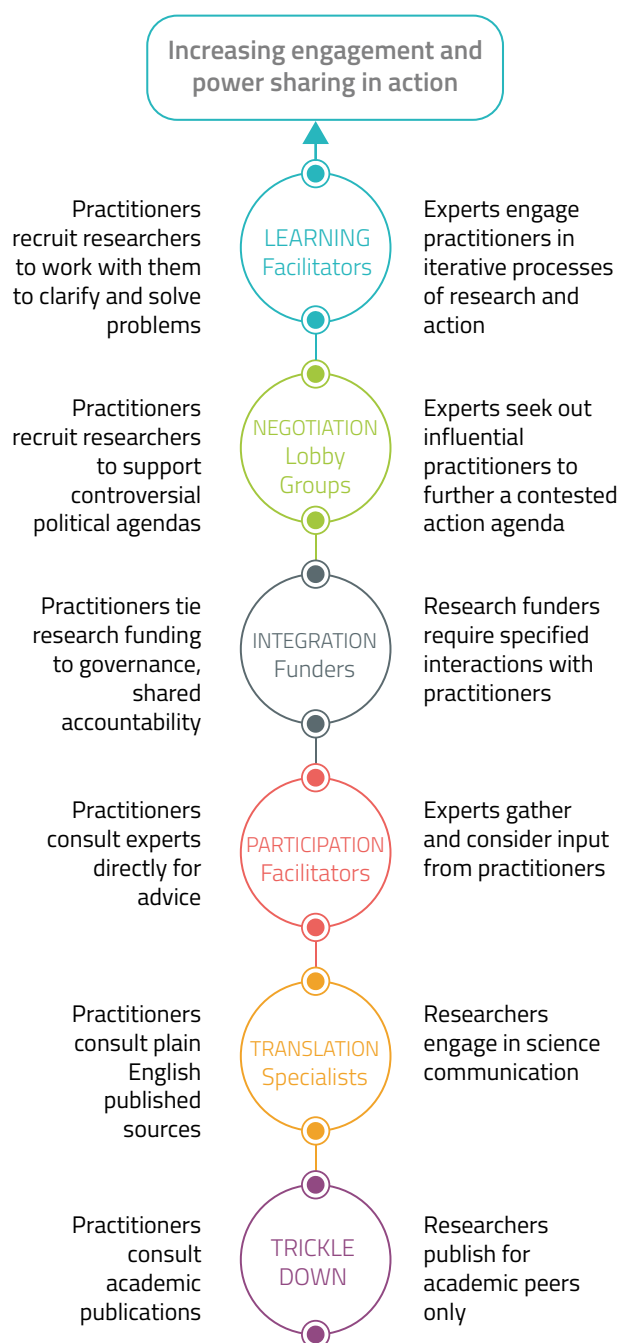 Increasing engagement and
power sharing in action
Practitioners
recruit researchers
to work with them
to clarify and solve
problems
LEARNING
Facilitators
Experts engage
practitioners in
iterative processes
of research and
action
Practitioners
recruit researchers
to support
controversial
political agendas
NEGOTIATION
Lobby
Groups
Experts seek out
influential
practitioners to
further a contested
action agenda
Practitioners tie
research funding
to governance,
shared
accountability
INTEGRATION
Funders
Research funders
require specified
interactions with
practitioners
Practitioners
consult experts
directly for
advice
PARTICIPATION
Facilitators
Experts gather
and consider input
from practitioners
Practitioners
consult plain
English
published
sources
TRANSLATION
Specialists
Researchers
engage in science
communication
Practitioners
consult
academic
publications
TRICKLE
DOWN
Researchers
publish for
academic peers
only